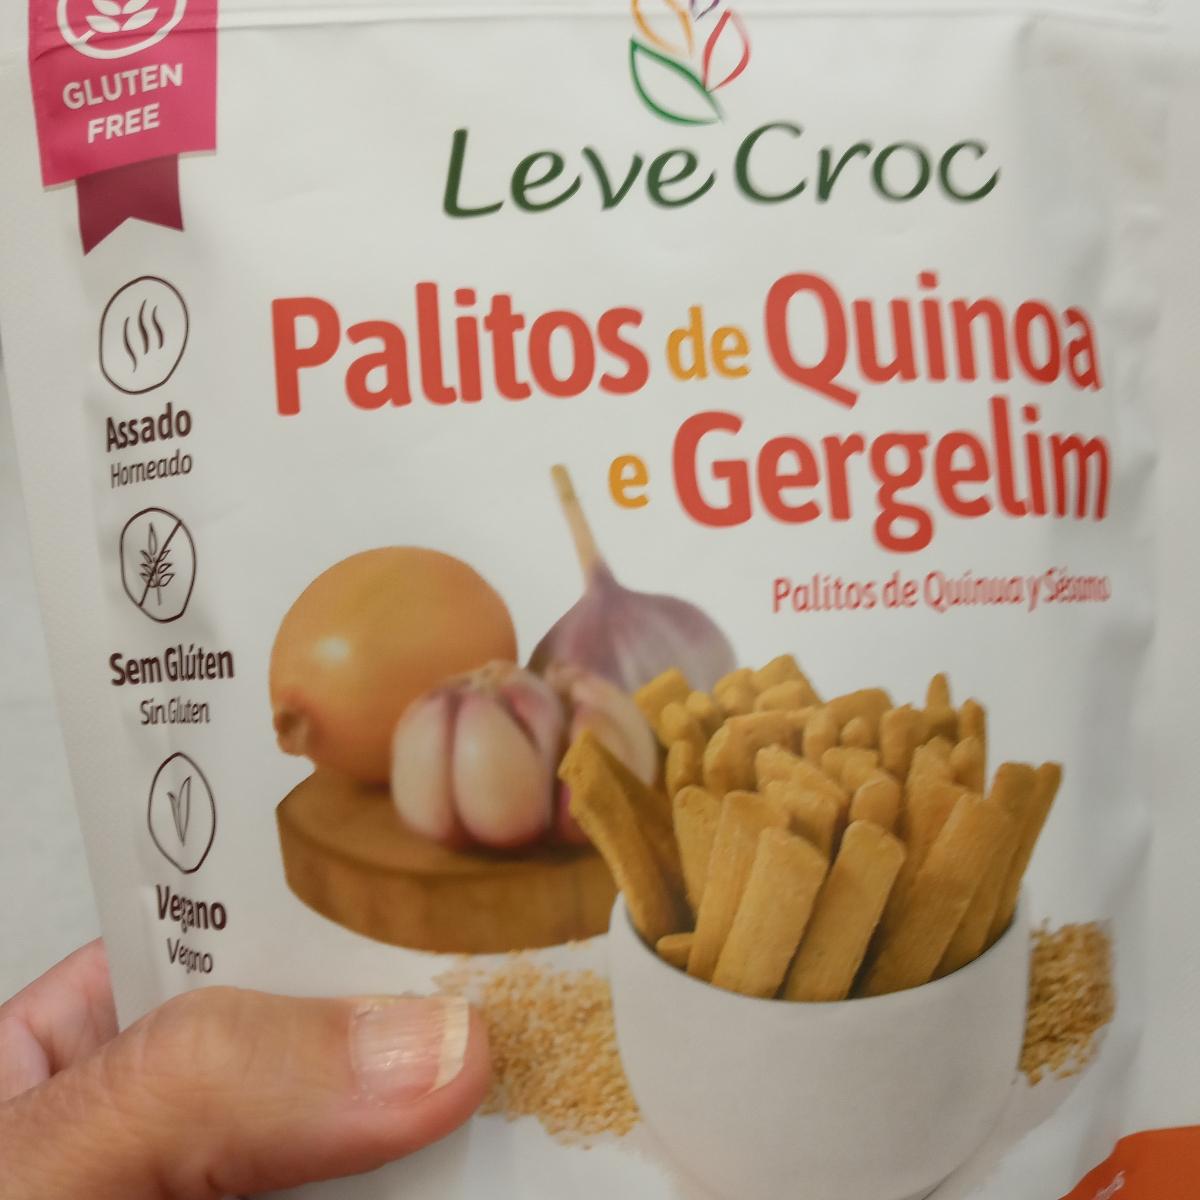 GLUTEN
FREE
Leve Croc
Palitos de Quinoa
e Gergelim
Palitos de Quinua y Sésamo
Assado
Horneado
Sem Glúten
Sin Gluten
Vegano
Vegano